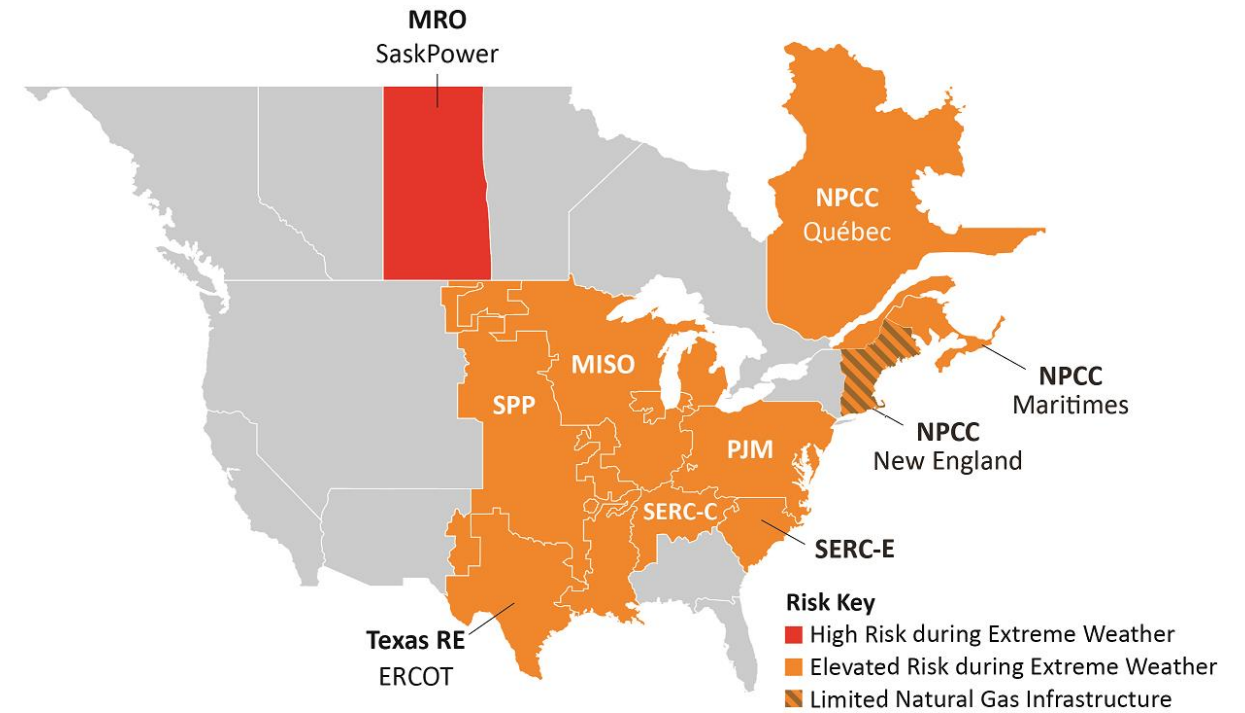 MRO
SaskPower
NPCC
Québec
MISO
SPP
NPCC
Maritimes
NPCC
New England
PJM
SERC-C
SERC-E
Texas RE
ERCOT
Risk Key
High Risk during Extreme Weather
Elevated Risk during Extreme Weather
Limited Natural Gas Infrastructure